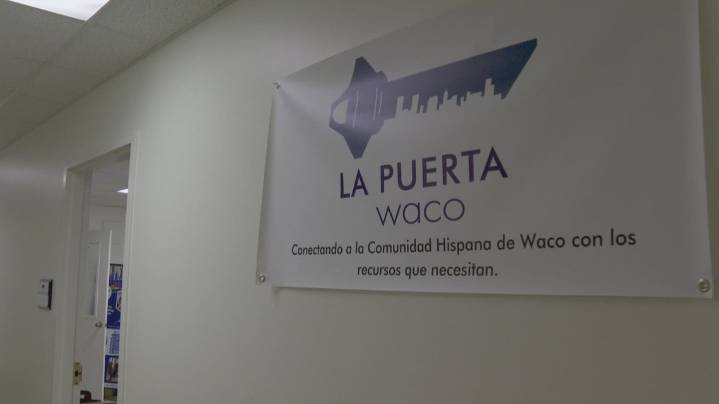 LA PUERTA
waco
Conectando a la Comunidad Hispana de Waco con los
recursos que necesitan.